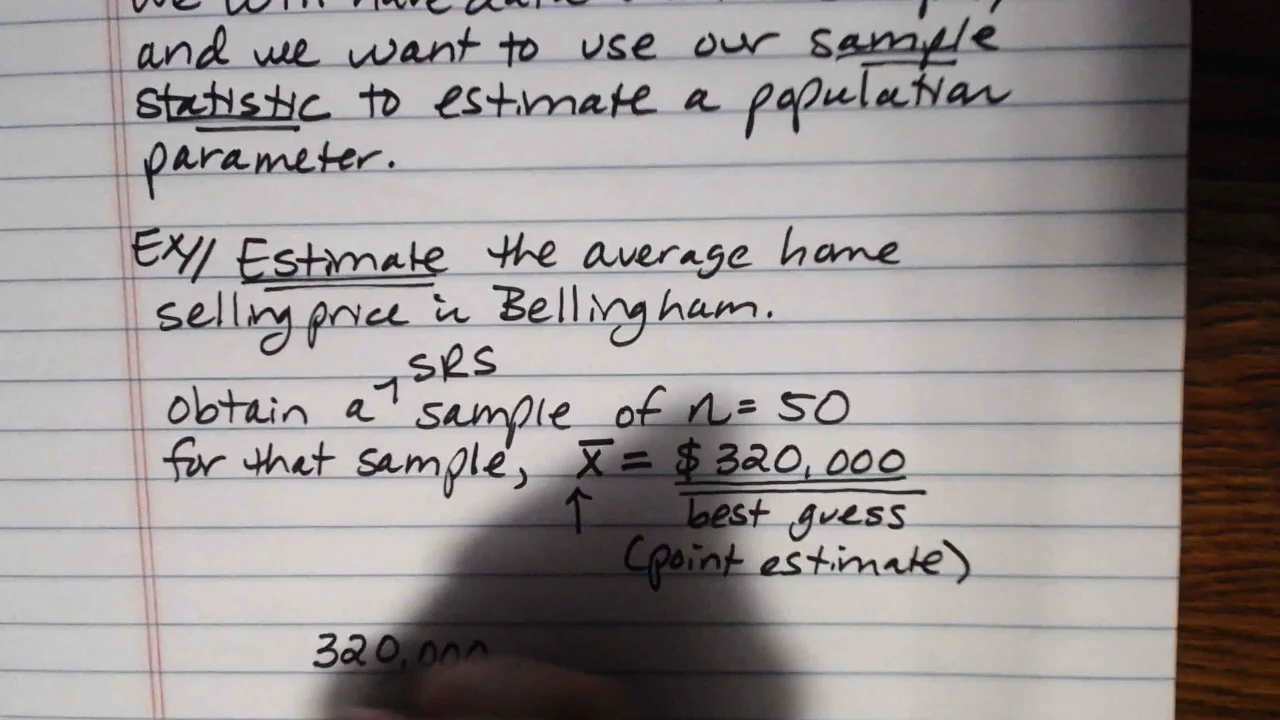 and we want to use our sample
statistic to estimate a population
parameter.
EX// Estimate the average home
selling price in Bellingham.
SRS
obtain a sample of n = 50
for that sample, x̄ = $320,000
↑ best guess
(point estimate)
320,000